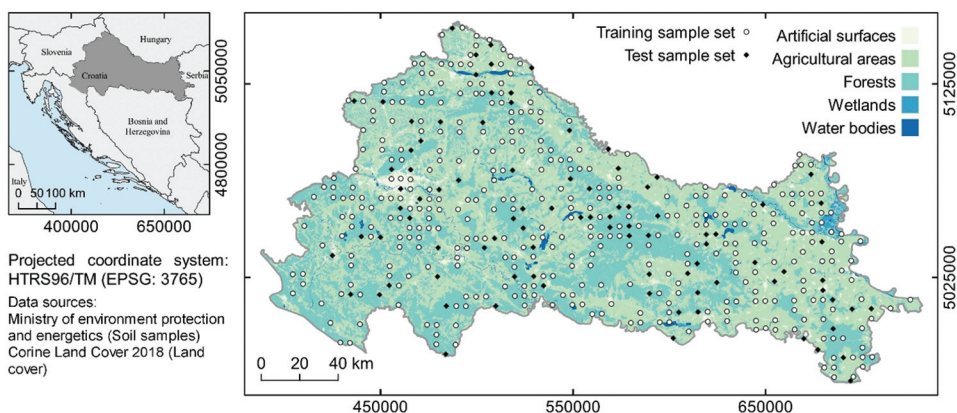 Slovenia
Hungary
Croatia
Serbia
Bosnia and
Herzegovina
Italy
0 50 100 km
400000 650000
4800000 5050000
Projected coordinate system:
HTRS96/TM (EPSG: 3765)
Data sources:
Ministry of environment protection
and energetics (Soil samples)
Corine Land Cover 2018 (Land
cover)
Training sample set
Test sample set
Artificial surfaces
Agricultural areas
Forests
Wetlands
Water bodies
0 20 40 km
450000 550000 650000
5025000 5125000